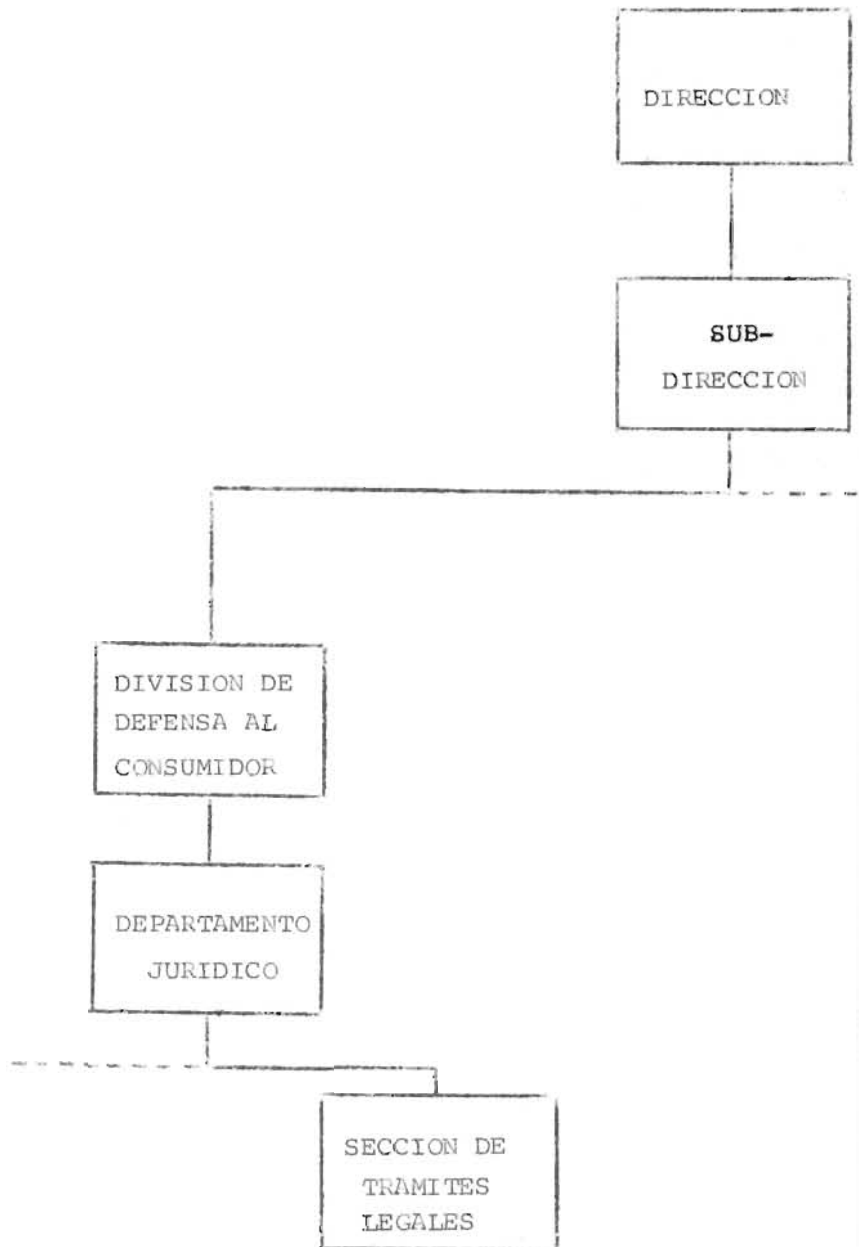 DIRECCION
SUB-
DIRECCION
DIVISION DE
DEFENSA AL
CONSUMIDOR
DEPARTAMENTO
JURIDICO
SECCION DE
TRAMITES
LEGALES